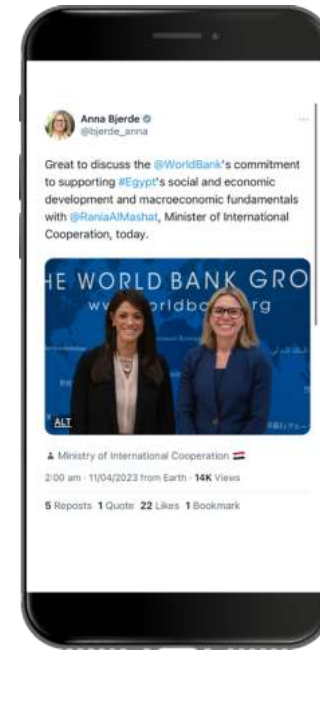 Anna Bjerde
@bjerde_anna
Great to discuss the @WorldBank's commitment
to supporting #Egypt's social and economic
development and macroeconomic fundamentals
with @RaniaAlMashat, Minister of International
Cooperation, today.
HE WORLD BANK GRO
ALT
Ministry of International Cooperation
2:00 am · 11/04/2023 from Earth · 14K Views
5 Reposts 1 Quote 22 Likes 1 Bookmark